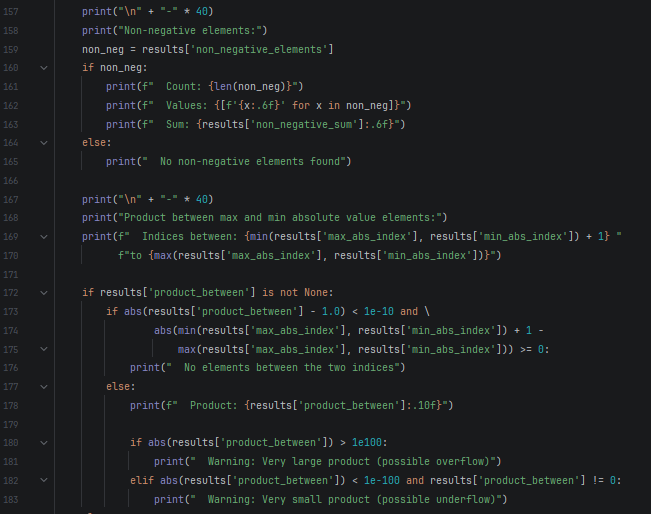 157 print("\n" + "-" * 40)
158 print("Non-negative elements:")
159 non_neg = results['non_negative_elements']
160 if non_neg:
161 print(f"  Count: {len(non_neg)}")
162 print(f"  Values: {[f'{x:.6f}' for x in non_neg]}")
163 print(f"  Sum: {results['non_negative_sum']:.6f}")
164 else:
165 print("  No non-negative elements found")
166
167 print("\n" + "-" * 40)
168 print("Product between max and min absolute value elements:")
169 print(f"  Indices between: {min(results['max_abs_index'], results['min_abs_index']) + 1} "
170 f"to {max(results['max_abs_index'], results['min_abs_index'])}")
171
172 if results['product_between'] is not None:
173 if abs(results['product_between'] - 1.0) < 1e-10 and \
174 abs(min(results['max_abs_index'], results['min_abs_index']) + 1 -
175 max(results['max_abs_index'], results['min_abs_index'])) >= 0:
176 print("  No elements between the two indices")
177 else:
178 print(f"  Product: {results['product_between']:.10f}")
179
180 if abs(results['product_between']) > 1e100:
181 print("  Warning: Very large product (possible overflow)")
182 elif abs(results['product_between']) < 1e-100 and results['product_between'] != 0:
183 print("  Warning: Very small product (possible underflow)")